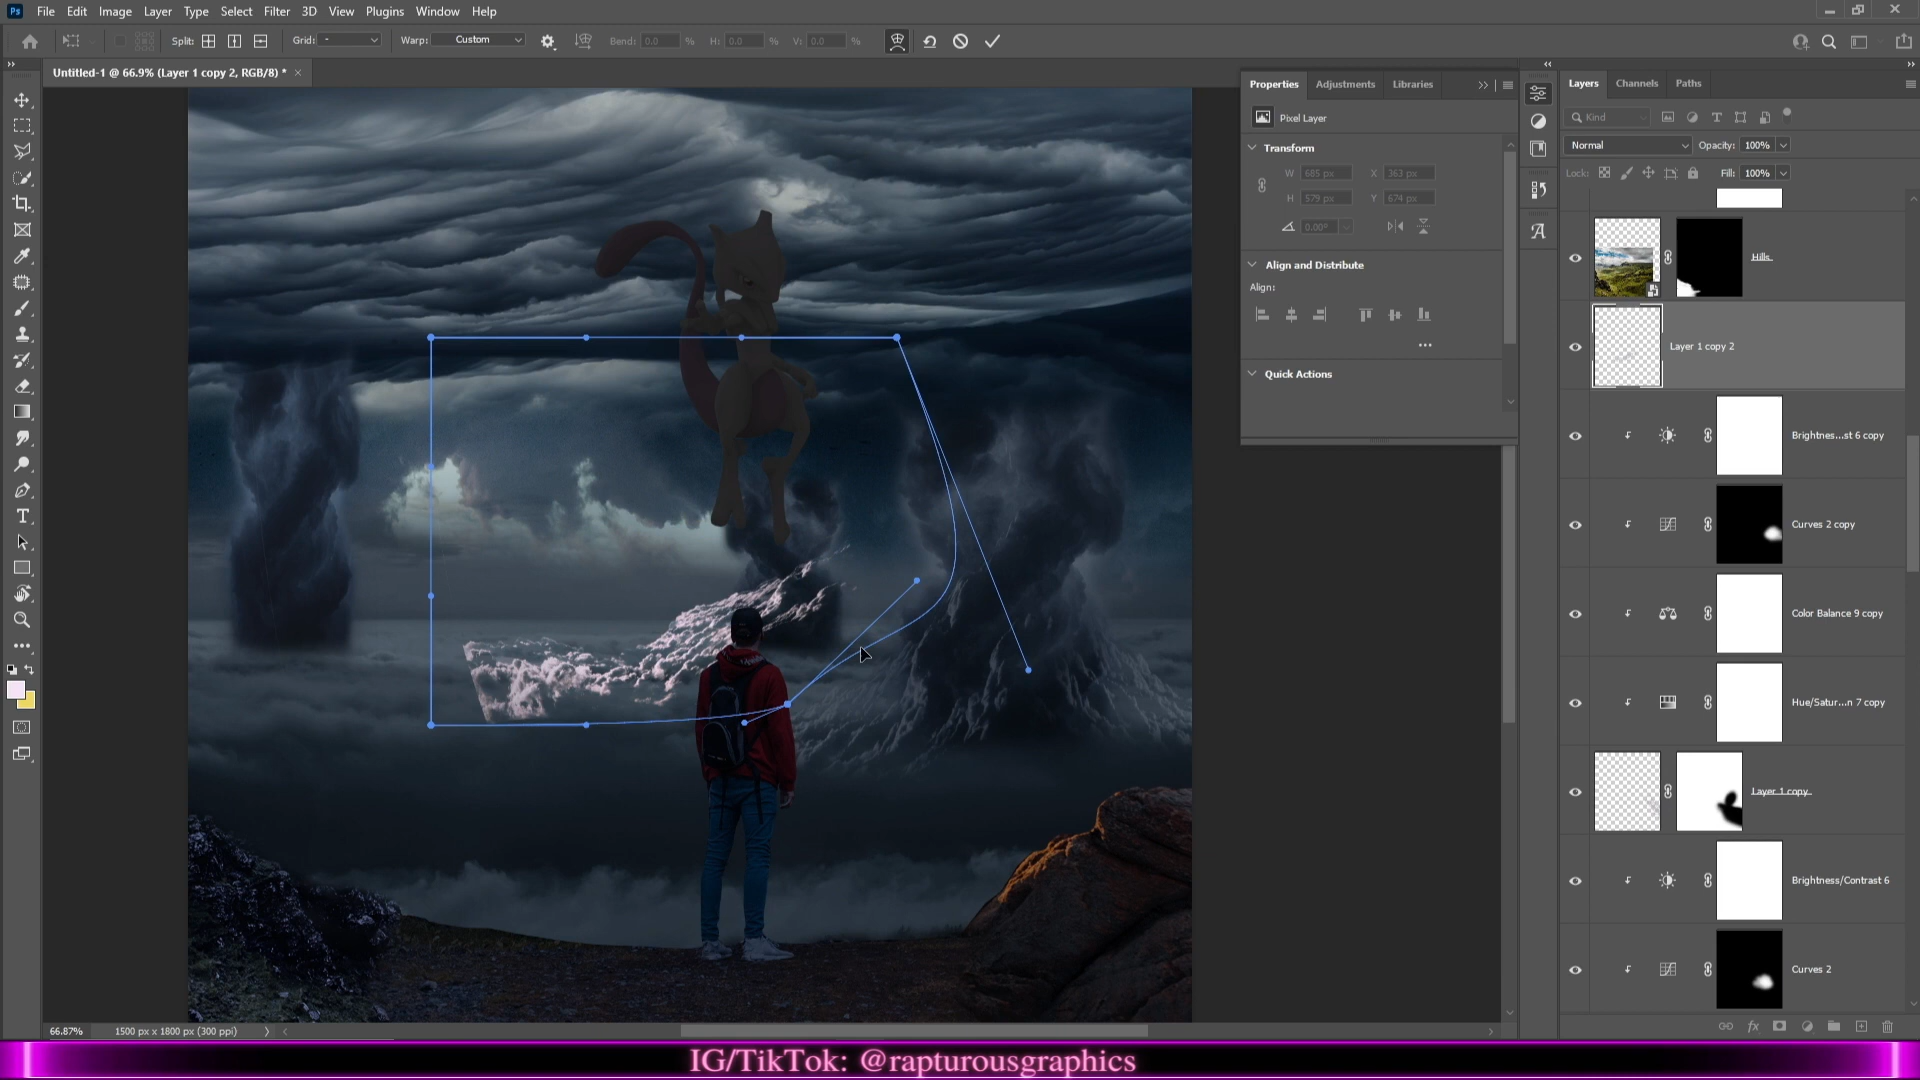 Ps File Edit Image Layer Type Select Filter 3D View Plugins Window Help
Split: Grid: - Warp: Custom Bend: 0.0 % H: 0.0 % V: 0.0 %
Untitled-1 @ 66.9% (Layer 1 copy 2, RGB/8) * ×
Properties Adjustments Libraries
Pixel Layer
Transform
W 685 px X 363 px
H 579 px Y 674 px
0.00°
Align and Distribute
Align:
Quick Actions
Layers Channels Paths
Kind
Normal Opacity: 100%
Lock: Fill: 100%
Hills
Layer 1 copy 2
Brightnes...st 6 copy
Curves 2 copy
Color Balance 9 copy
Hue/Satur...n 7 copy
Layer 1 copy
Brightness/Contrast 6
Curves 2
66.87% 1500 px x 1800 px (300 ppi)
IG/TikTok: @rapturousgraphics